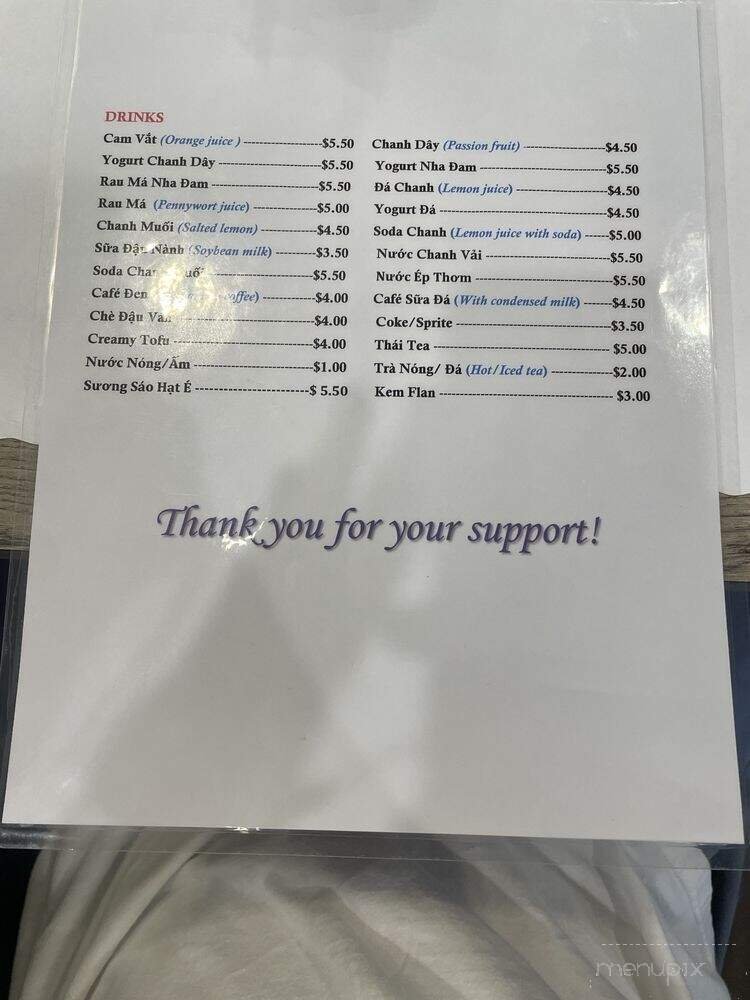 DRINKS
Cam Vắt (Orange juice ) ---------------------$5.50
Yogurt Chanh Dây ---------------------------$5.50
Rau Má Nha Đam -----------------------------$5.50
Rau Má (Pennywort juice) ------------------$5.00
Chanh Muối (Salted lemon) ----------------$4.50
Sữa Đậu Nành (Soybean milk) -------------$3.50
Soda ----------------------$5.50
Café Đen coffee) ---------------$4.00
Chè Đậu ---------------$4.00
Creamy Tofu ----------------------------------$4.00
Nước Nóng/Ấm --------------------------------$1.00
Sương Sáo Hạt É -------------------------$ 5.50
Chanh Dây (Passion fruit) ---------------------$4.50
Yogurt Nha Đam ----------------------------------$5.50
Đá Chanh (Lemon juice) ------------------------$4.50
Yogurt Đá -------------------------------------------$4.50
Soda Chanh (Lemon juice with soda) ------$5.00
Nước Chanh Vải ---------------------------------$5.50
Nước Ép Thơm ------------------------------------$5.50
Café Sữa Đá (With condensed milk) -------$4.50
Coke/Sprite ----------------------------------------$3.50
Thái Tea --------------------------------------------- $5.00
Trà Nóng/ Đá (Hot/Iced tea) -----------------$2.00
Kem Flan -------------------------------------------- $3.00
Thank you for your support!
menupix